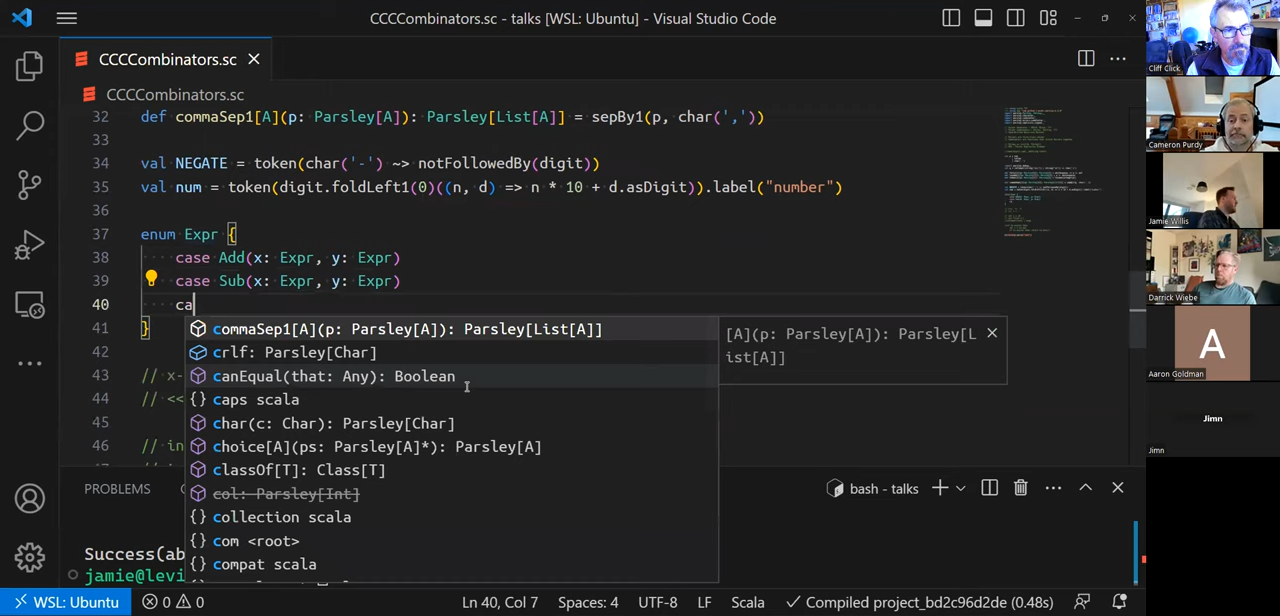 CCCCombinators.sc - talks [WSL: Ubuntu] - Visual Studio Code
CCCCombinators.sc
CCCCombinators.sc
32 def commaSep1[A](p: Parsley[A]): Parsley[List[A]] = sepBy1(p, char(','))
33
34 val NEGATE = token(char('-') ~> notFollowedBy(digit))
35 val num = token(digit.foldLeft1(0)((n, d) => n * 10 + d.asDigit)).label("number")
36
37 enum Expr {
38 case Add(x: Expr, y: Expr)
39 case Sub(x: Expr, y: Expr)
40 ca
41 }
commaSep1[A](p: Parsley[A]): Parsley[List[A]]
[A](p: Parsley[A]): Parsley[L
ist[A]]
42
crlf: Parsley[Char]
43 // x-
canEqual(that: Any): Boolean
44 // <<
{} caps scala
45
char(c: Char): Parsley[Char]
46 // in
choice[A](ps: Parsley[A]*): Parsley[A]
classOf[T]: Class[T]
col: Parsley[Int]
{} collection scala
{} com <root>
{} compat scala
PROBLEMS
bash - talks
Success(ab
jamie@levi
WSL: Ubuntu
0 0
Ln 40, Col 7
Spaces: 4
UTF-8
LF
Scala
Compiled project_bd2c96d2de (0.48s)
Cliff Click
Cameron Purdy
Jamie Willis
Darrick Wiebe
A
Aaron Goldman
Jimn
Jimn